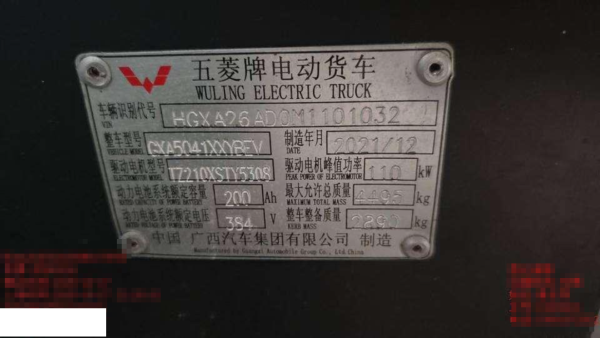 五菱牌电动货车
WULING ELECTRIC TRUCK
车辆识别代号 HGXA26AD0M1101032
VIN
整车型号 GXA5041XXYBEV 制造年月 2021/12
驱动电机型号 TZ210XSTY5308 驱动电机峰值功率 110 kW
PEAK POWER OF ELECTROMOTOR
动力电池系统额定容量 200 Ah 最大允许总质量 4495 kg
MAXIMUM TOTAL MASS
动力电池系统额定电压 384 V 整车整备质量 kg
KERB MASS
中国 广西汽车集团有限公司 制造
Manufactured by Guangxi Automobile Group Co., Ltd China